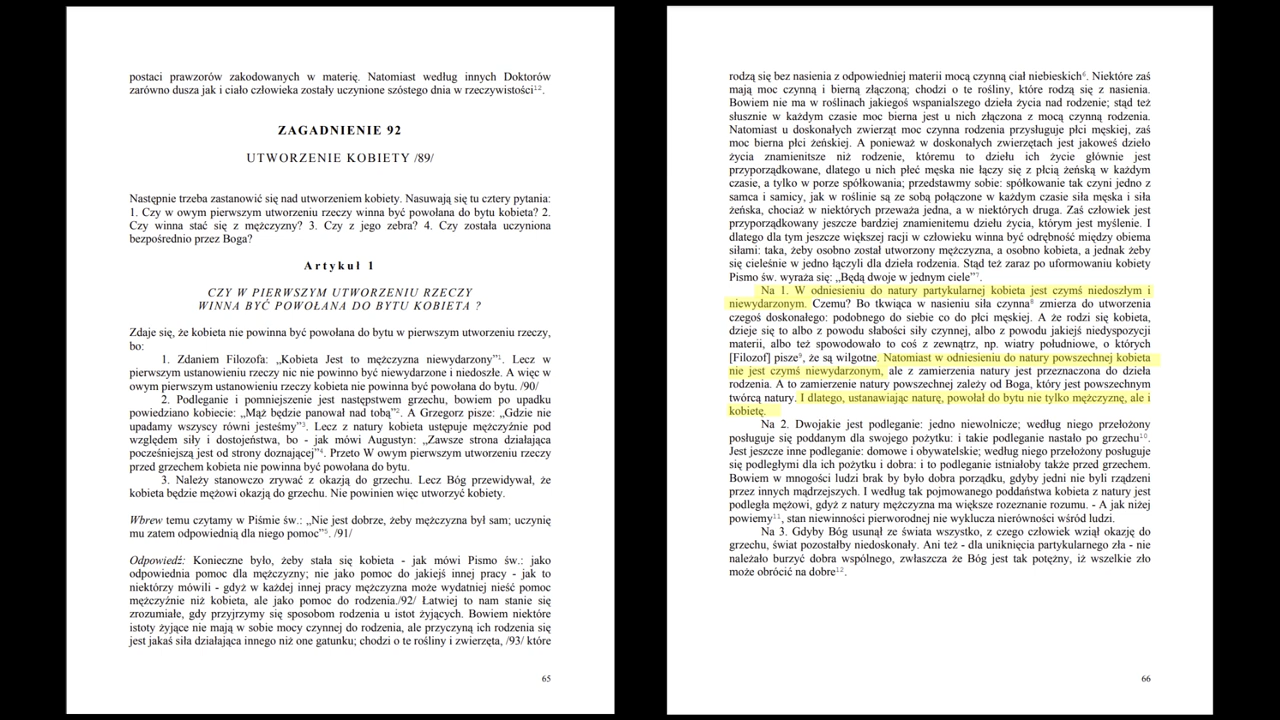 postaci prawzorów zakodowanych w materię. Natomiast według innych Doktorów
zarówno dusza jak i ciało człowieka zostały uczynione szóstego dnia w rzeczywistości¹².
ZAGADNIENIE 92
UTWORZENIE KOBIETY /89/
Następnie trzeba zastanowić się nad utworzeniem kobiety. Nasuwają się tu cztery pytania:
1. Czy w owym pierwszym utworzeniu rzeczy winna być powołana do bytu kobieta? 2.
Czy winna stać się z mężczyzny? 3. Czy z jego żebra? 4. Czy została uczyniona
bezpośrednio przez Boga?
Artykuł 1
CZY W PIERWSZYM UTWORZENIU RZECZY
WINNA BYĆ POWOŁANA DO BYTU KOBIETA ?
Zdaje się, że kobieta nie powinna być powołana do bytu w pierwszym utworzeniu rzeczy,
bo:
1. Zdaniem Filozofa: „Kobieta Jest to mężczyzna niewydarzony”¹. Lecz w
pierwszym ustanowieniu rzeczy nic nie powinno być niewydarzone i niedoszłe. A więc w
owym pierwszym ustanowieniu rzeczy kobieta nie powinna być powołana do bytu. /90/
2. Podleganie i pomniejszenie jest następstwem grzechu, bowiem po upadku
powiedziano kobiecie: „Mąż będzie panował nad tobą”². A Grzegorz pisze: „Gdzie nie
upadamy wszyscy równi jesteśmy”³. Lecz z natury kobieta ustępuje mężczyźnie pod
względem siły i dostojeństwa, bo - jak mówi Augustyn: „Zawsze strona działająca
pocześniejszą jest od strony doznającej”⁴. Przeto W owym pierwszym utworzeniu rzeczy
przed grzechem kobieta nie powinna być powołana do bytu.
3. Należy stanowczo zrywać z okazją do grzechu. Lecz Bóg przewidywał, że
kobieta będzie mężowi okazją do grzechu. Nie powinien więc utworzyć kobiety.
Wbrew temu czytamy w Piśmie św.: „Nie jest dobrze, żeby mężczyzna był sam; uczynię
mu zatem odpowiednią dla niego pomoc”⁵. /91/
Odpowiedź: Konieczne było, żeby stała się kobieta - jak mówi Pismo św.: jako
odpowiednia pomoc dla mężczyzny; nie jako pomoc do jakiejś innej pracy - jak to
niektórzy mówili - gdyż w każdej innej pracy mężczyzna może wydatniej nieść pomoc
mężczyźnie niż kobieta, ale jako pomoc do rodzenia./92/ Łatwiej to nam stanie się
zrozumiałe, gdy przyjrzymy się sposobom rodzenia u istot żyjących. Bowiem niektóre
istoty żyjące nie mają w sobie mocy czynnej do rodzenia, ale przyczyną ich rodzenia się
jest jakaś siła działająca innego niż one gatunku; chodzi o te rośliny i zwierzęta, /93/ które
65
rodzą się bez nasienia z odpowiedniej materii mocą czynną ciał niebieskich⁶. Niektóre zaś
mają moc czynną i bierną złączoną; chodzi o te rośliny, które rodzą się z nasienia.
Bowiem nie ma w roślinach jakiegoś wspanialszego dzieła życia nad rodzenie; stąd też
słusznie w każdym czasie moc bierna jest u nich złączona z mocą czynną rodzenia.
Natomiast u doskonałych zwierząt moc czynna rodzenia przysługuje płci męskiej, zaś
moc bierna płci żeńskiej. A ponieważ w doskonałych zwierzętach jest jakoweś dzieło
życia znamienitsze niż rodzenie, któremu to dziełu ich życie głównie jest
przyporządkowane, dlatego u nich płeć męska nie łączy się z płcią żeńską w każdym
czasie, a tylko w porze spółkowania; przedstawmy sobie: spółkowanie tak czyni jedno z
samca i samicy, jak w roślinie są ze sobą połączone w każdym czasie siła męska i siła
żeńska, chociaż w niektórych przeważa jedna, a w niektórych druga. Zaś człowiek jest
przyporządkowany jeszcze bardziej znamienitemu dziełu życia, którym jest myślenie. I
dlatego dla tym jeszcze większej racji w człowieku winna być odrębność między obiema
siłami: taka, żeby osobno został utworzony mężczyzna, a osobno kobieta, a jednak żeby
się cieleśnie w jedno łączyli dla dzieła rodzenia. Stąd też zaraz po uformowaniu kobiety
Pismo św. wyraża się: „Będą dwoje w jednym ciele”⁷.
Na 1. W odniesieniu do natury partykularnej kobieta jest czymś niedoszłym i
niewydarzonym. Czemu? Bo tkwiąca w nasieniu siła czynna⁸ zmierza do utworzenia
czegoś doskonałego: podobnego do siebie co do płci męskiej. A że rodzi się kobieta,
dzieje się to albo z powodu słabości siły czynnej, albo z powodu jakiejś niedyspozycji
materii, albo też spowodowało to coś z zewnątrz, np. wiatry południowe, o których
[Filozof] pisze⁹, że są wilgotne. Natomiast w odniesieniu do natury powszechnej kobieta
nie jest czymś niewydarzonym, ale z zamierzenia natury jest przeznaczona do dzieła
rodzenia. A to zamierzenie natury powszechnej zależy od Boga, który jest powszechnym
twórcą natury. I dlatego, ustanawiając naturę, powołał do bytu nie tylko mężczyznę, ale i
kobietę.
Na 2. Dwojakie jest podleganie: jedno niewolnicze; według niego przełożony
posługuje się poddanym dla swojego pożytku: i takie podleganie nastało po grzechu¹⁰.
Jest jeszcze inne podleganie: domowe i obywatelskie; według niego przełożony posługuje
się podległymi dla ich pożytku i dobra: i to podleganie istniałoby także przed grzechem.
Bowiem w mnogości ludzi brak by było dobra porządku, gdyby jedni nie byli rządzeni
przez innych mądrzejszych. I według tak pojmowanego poddaństwa kobieta z natury jest
podległa mężowi, gdyż z natury mężczyzna ma większe rozeznanie rozumu. - A jak niżej
powiemy¹¹, stan niewinności pierworodnej nie wyklucza nierówności wśród ludzi.
Na 3. Gdyby Bóg usunął ze świata wszystko, z czego człowiek wziął okazję do
grzechu, świat pozostałby niedoskonały. Ani też - dla uniknięcia partykularnego zła - nie
należało burzyć dobra wspólnego, zwłaszcza że Bóg jest tak potężny, iż wszelkie zło
może obrócić na dobre¹².
66